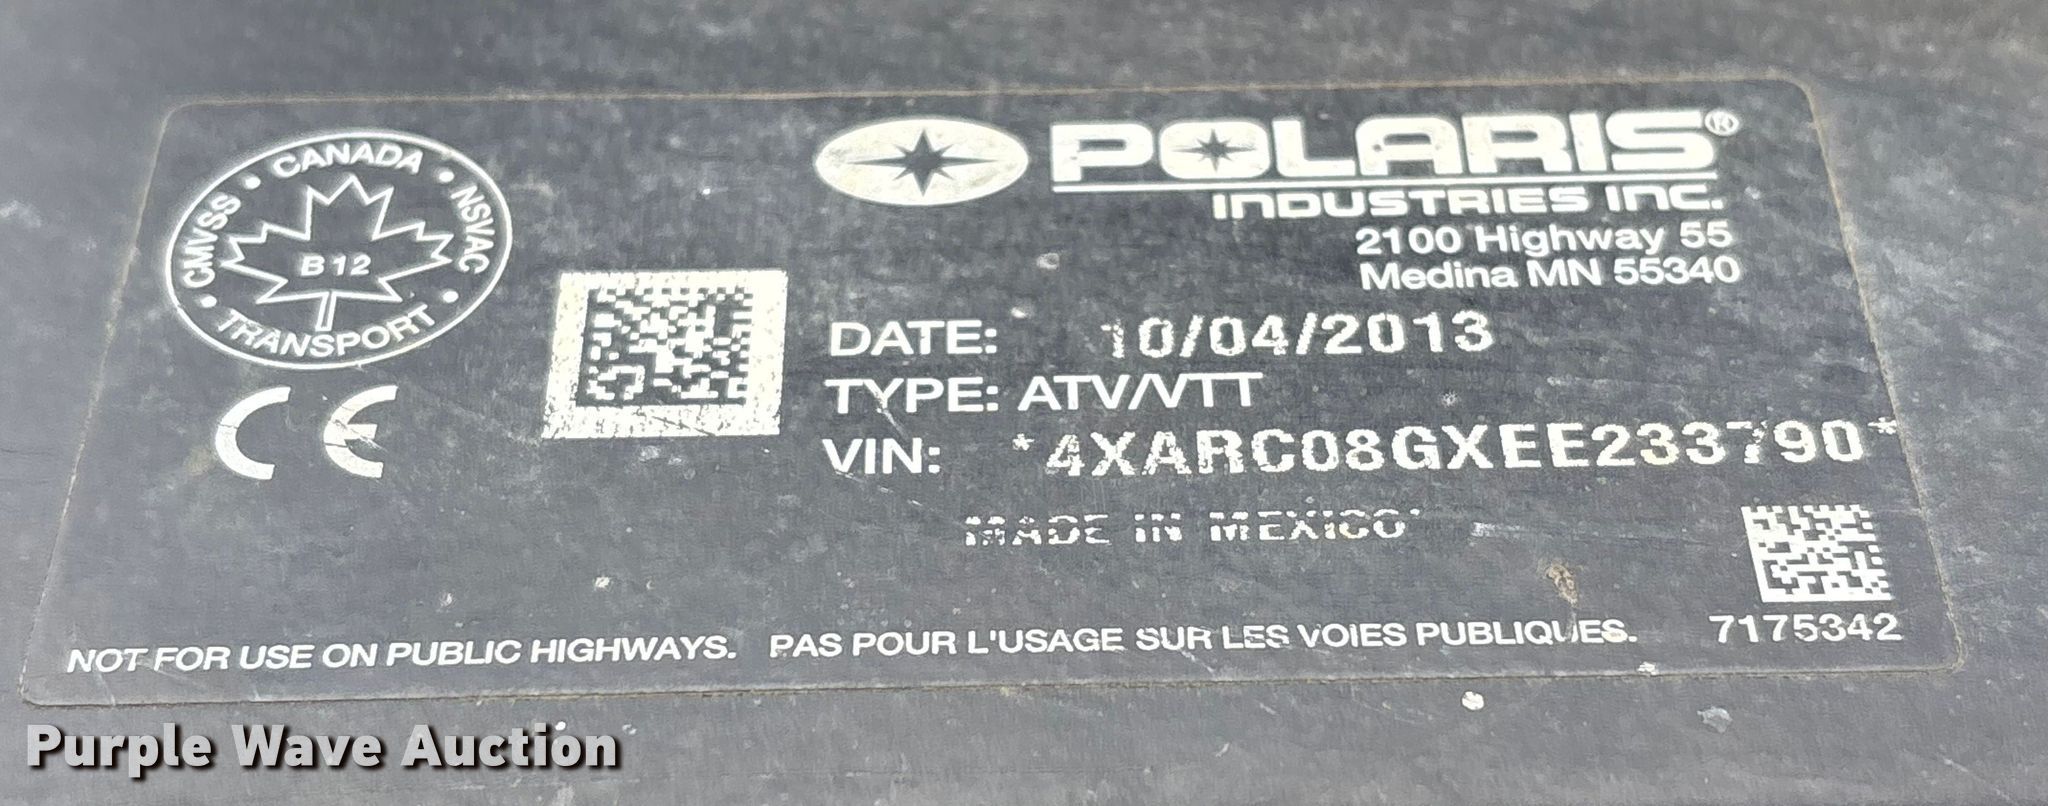 CANADA
CMVSS • • NSVAC
B12
• TRANSPORT •
CE
POLARIS®
INDUSTRIES INC.
2100 Highway 55
Medina MN 55340
DATE: 10/04/2013
TYPE: ATV/VTT
VIN: *4XARC08GXEE233790*
MADE IN MEXICO
7175342
NOT FOR USE ON PUBLIC HIGHWAYS. PAS POUR L'USAGE SUR LES VOIES PUBLIQUES.
Purple Wave Auction